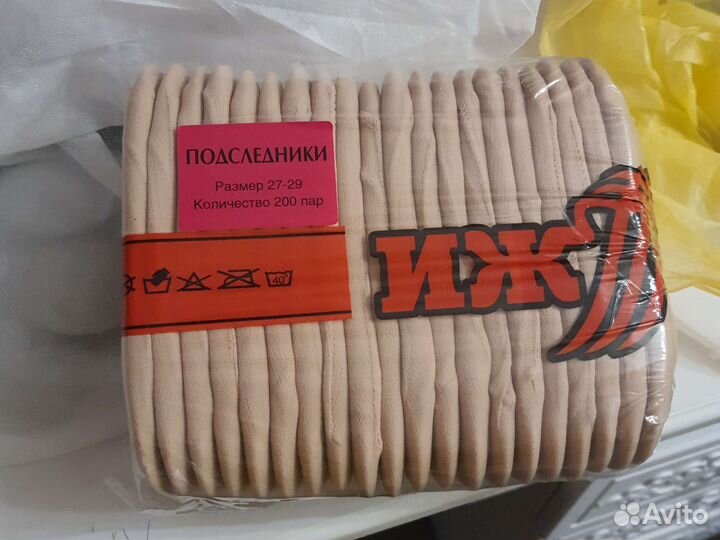 ПОДСЛЕДНИКИ
Размер 27-29
Количество 200 пар
ИЖ
40°
Avito